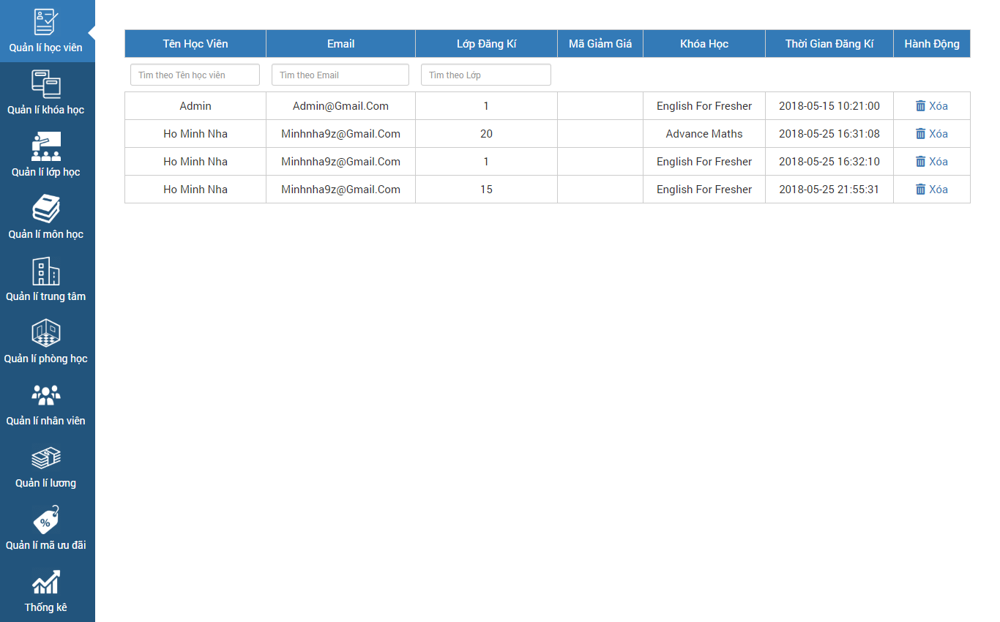 Quản lí học viên
Quản lí khóa học
Quản lí lớp học
Quản lí môn học
Quản lí trung tâm
Quản lí phòng học
Quản lí nhân viên
Quản lí lương
%
Quản lí mã ưu đãi
Thống kê
Tên Học Viên Email Lớp Đăng Kí Mã Giảm Giá Khóa Học Thời Gian Đăng Kí Hành Động
Tìm theo Tên học viên Tìm theo Email Tìm theo Lớp
Admin Admin@Gmail.Com 1 English For Fresher 2018-05-15 10:21:00 Xóa
Ho Minh Nha Minhnha9z@Gmail.Com 20 Advance Maths 2018-05-25 16:31:08 Xóa
Ho Minh Nha Minhnha9z@Gmail.Com 1 English For Fresher 2018-05-25 16:32:10 Xóa
Ho Minh Nha Minhnha9z@Gmail.Com 15 English For Fresher 2018-05-25 21:55:31 Xóa